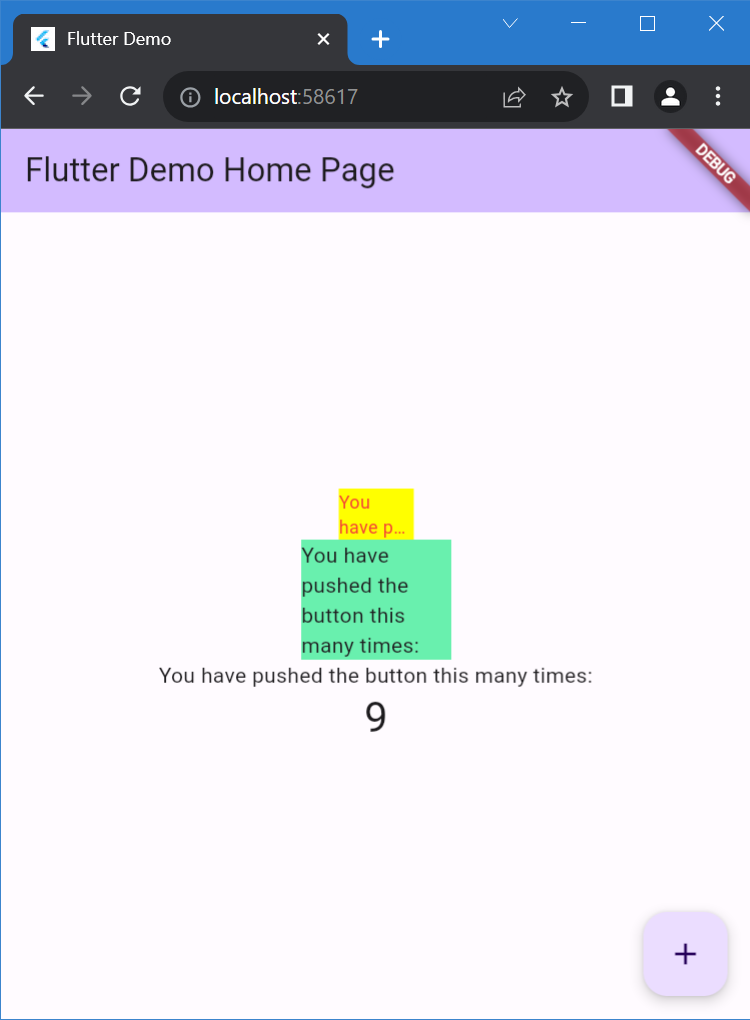 Flutter Demo
localhost:58617
Flutter Demo Home Page
DEBUG
You
have p…
You have
pushed the
button this
many times:
You have pushed the button this many times:
9